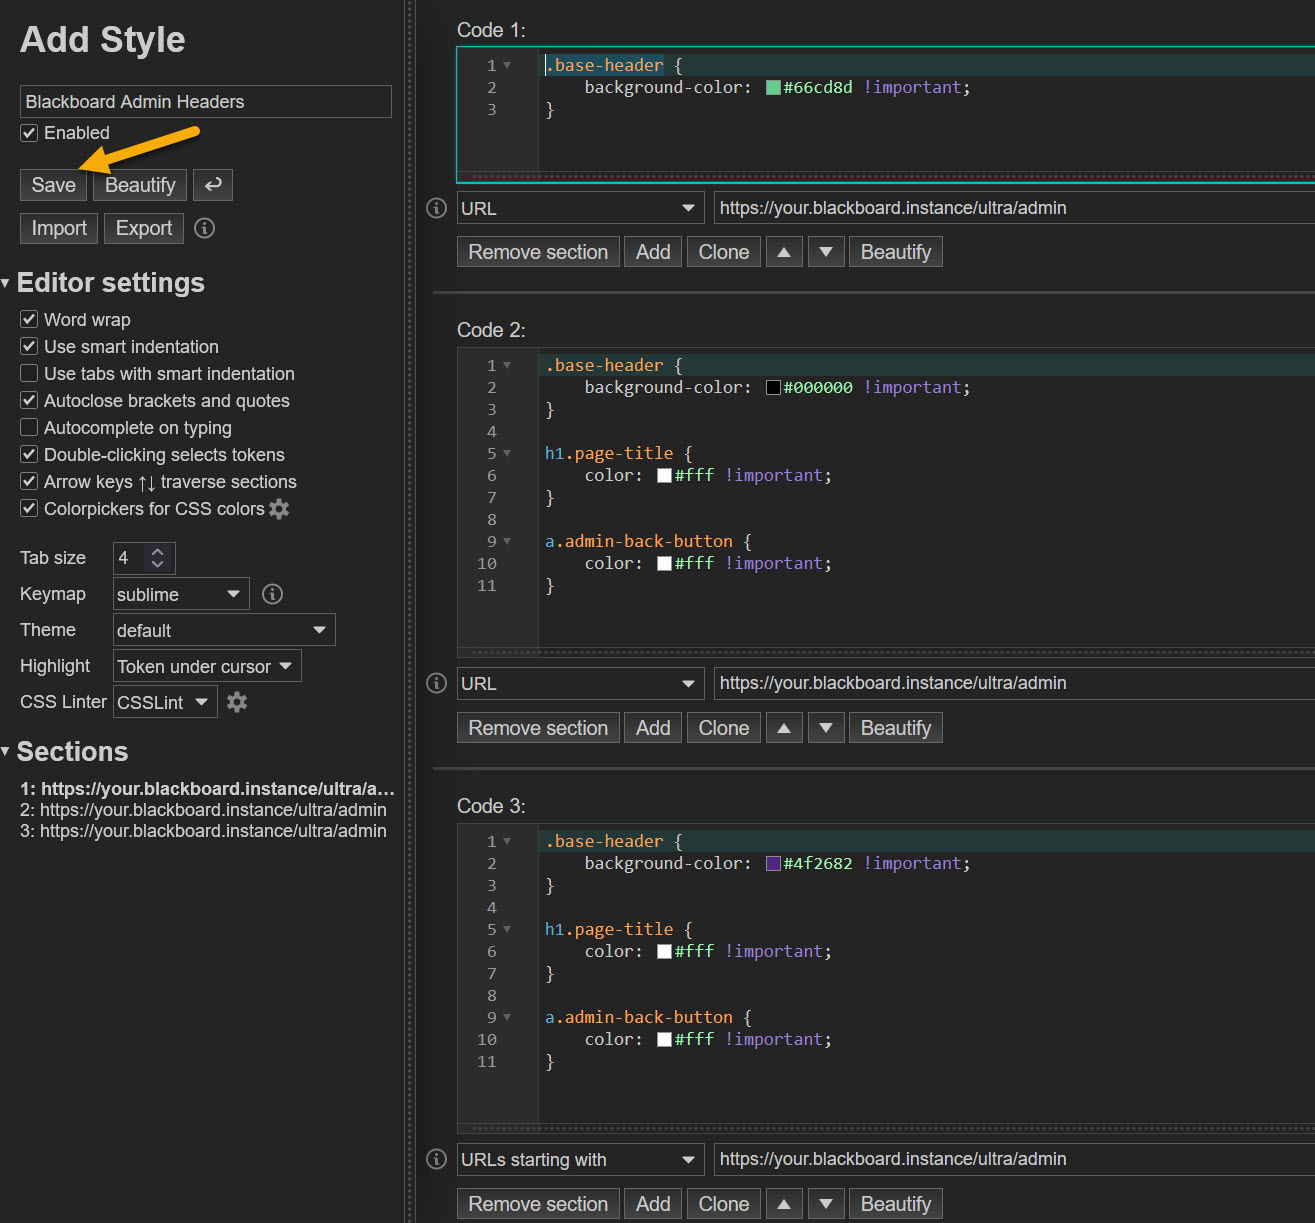 Add Style
Blackboard Admin Headers
Enabled
Save
Beautify
Import
Export
Editor settings
Word wrap
Use smart indentation
Use tabs with smart indentation
Autoclose brackets and quotes
Autocomplete on typing
Double-clicking selects tokens
Arrow keys ↑↓ traverse sections
Colorpickers for CSS colors
Tab size 4
Keymap sublime
Theme default
Highlight Token under cursor
CSS Linter CSSLint
Sections
1: https://your.blackboard.instance/ultra/a...
2: https://your.blackboard.instance/ultra/admin
3: https://your.blackboard.instance/ultra/admin
Code 1:
1 .base-header {
2 background-color: #66cd8d !important;
3 }
URL https://your.blackboard.instance/ultra/admin
Remove section Add Clone ▲ ▼ Beautify
Code 2:
1 .base-header {
2 background-color: #000000 !important;
3 }
4
5 h1.page-title {
6 color: #fff !important;
7 }
8
9 a.admin-back-button {
10 color: #fff !important;
11 }
URL https://your.blackboard.instance/ultra/admin
Remove section Add Clone ▲ ▼ Beautify
Code 3:
1 .base-header {
2 background-color: #4f2682 !important;
3 }
4
5 h1.page-title {
6 color: #fff !important;
7 }
8
9 a.admin-back-button {
10 color: #fff !important;
11 }
URLs starting with https://your.blackboard.instance/ultra/admin
Remove section Add Clone ▲ ▼ Beautify